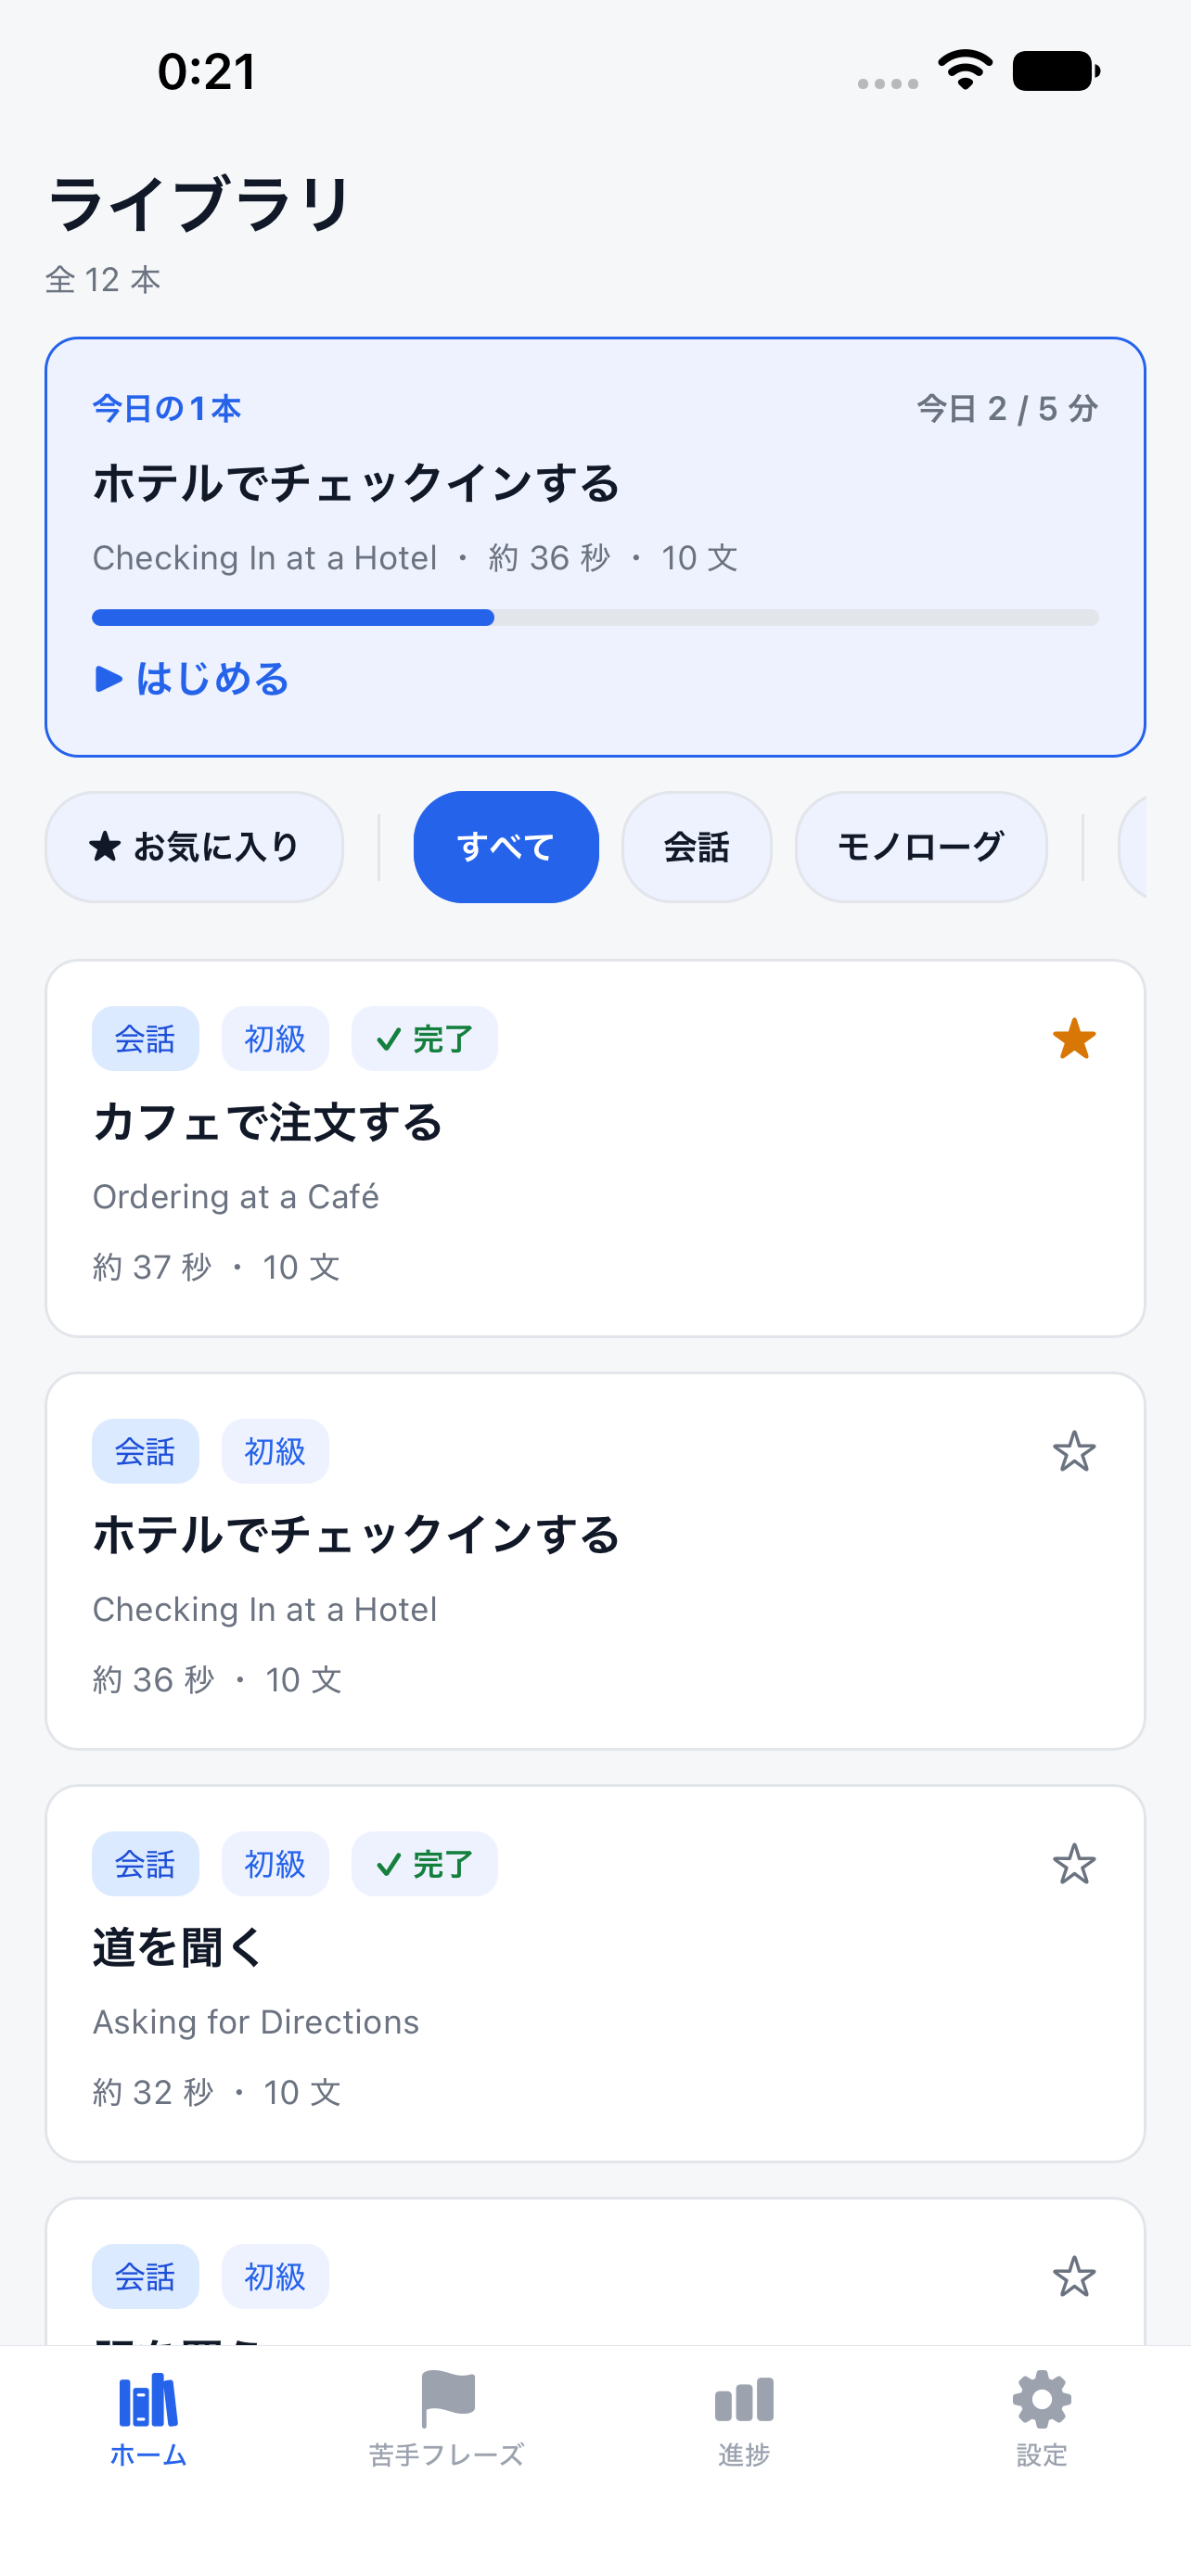 0:21
ライブラリ
全 12 本
今日の1本
今日 2 / 5 分
ホテルでチェックインする
Checking In at a Hotel ・ 約 36 秒 ・ 10 文
はじめる
★ お気に入り
すべて
会話
モノローグ
会話
初級
✓ 完了
カフェで注文する
Ordering at a Café
約 37 秒 ・ 10 文
会話
初級
ホテルでチェックインする
Checking In at a Hotel
約 36 秒 ・ 10 文
会話
初級
✓ 完了
道を聞く
Asking for Directions
約 32 秒 ・ 10 文
会話
初級
ホーム
苦手フレーズ
進捗
設定